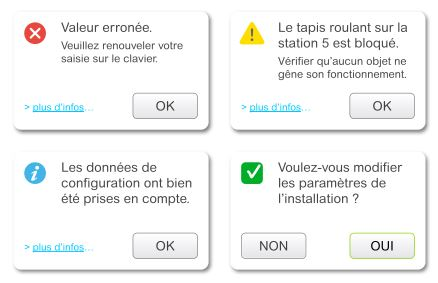 Valeur erronée.
Veuillez renouveler votre
saisie sur le clavier.
> plus d'infos...
OK
Le tapis roulant sur la
station 5 est bloqué.
Vérifier qu'aucun objet ne
gêne son fonctionnement.
> plus d'infos...
OK
Les données de
configuration ont bien
été prises en compte.
> plus d'infos...
OK
Voulez-vous modifier
les paramètres de
l'installation ?
NON
OUI